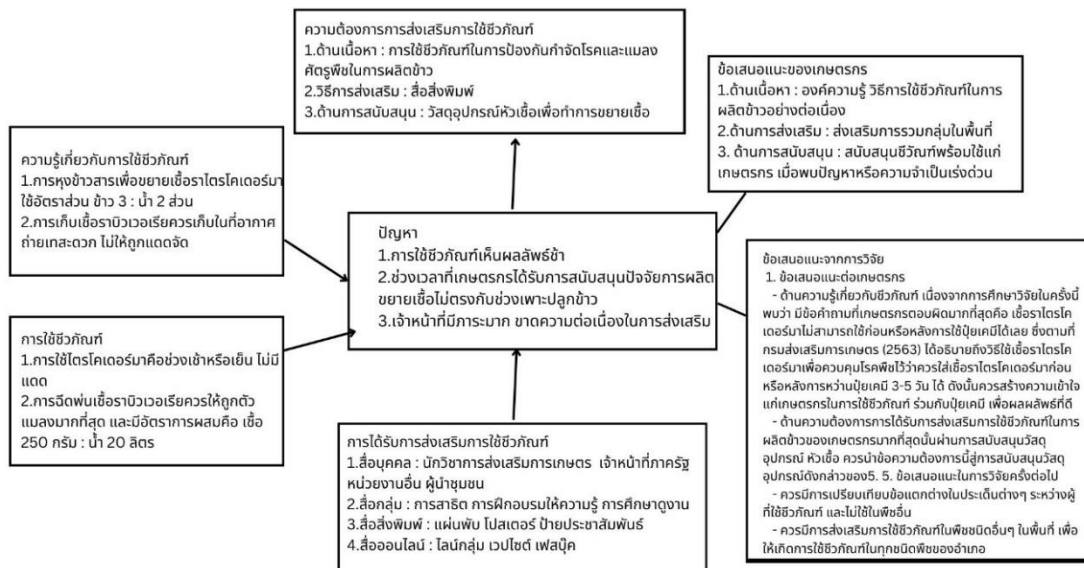 ความต้องการการส่งเสริมการใช้ชีวภัณฑ์
1.ด้านเนื้อหา : การใช้ชีวภัณฑ์ในการป้องกันกำจัดโรคและแมลง
ศัตรูพืชในการผลิตข้าว
2.วิธีการส่งเสริม : สื่อสิ่งพิมพ์
3.ด้านการสนับสนุน : วัสดุอุปกรณ์หัวเชื้อเพื่อทำการขยายเชื้อ
ข้อเสนอแนะของเกษตรกร
1.ด้านเนื้อหา : องค์ความรู้ วิธีการใช้ชีวภัณฑ์ในการ
ผลิตข้าวอย่างต่อเนื่อง
2.ด้านการส่งเสริม : ส่งเสริมการรวมกลุ่มในพื้นที่
3. ด้านการสนับสนุน : สนับสนุนชีวัณฑ์พร้อมใช้แก่
เกษตรกร เมื่อพบปัญหาหรือความจำเป็นเร่งด่วน
ความรู้เกี่ยวกับการใช้ชีวภัณฑ์
1.การหุงข้าวสารเพื่อขยายเชื้อราไตรโคเดอร์มา
ใช้อัตราส่วน ข้าว 3 : น้ำ 2 ส่วน
2.การเก็บเชื้อราบิวเวอเรียควรเก็บในที่อากาศ
ถ่ายเทสะดวก ไม่ให้ถูกแดดจัด
ปัญหา
1.การใช้ชีวภัณฑ์เห็นผลลัพธ์ช้า
2.ช่วงเวลาที่เกษตรกรได้รับการสนับสนุนปัจจัยการผลิต
ขยายเชื้อไม่ตรงกับช่วงเพาะปลูกข้าว
3.เจ้าหน้าที่มีภาระมาก ขาดความต่อเนื่องในการส่งเสริม
การใช้ชีวภัณฑ์
1.การใช้ไตรโคเดอร์มาคือช่วงเช้าหรือเย็น ไม่มี
แดด
2.การฉีดพ่นเชื้อราบิวเวอเรียควรให้ถูกตัว
แมลงมากที่สุด และมีอัตราการผสมคือ เชื้อ
250 กรัม : น้ำ 20 ลิตร
การได้รับการส่งเสริมการใช้ชีวภัณฑ์
1.สื่อบุคคล : นักวิชาการส่งเสริมการเกษตร เจ้าหน้าที่ภาครัฐ
หน่วยงานอื่น ผู้นำชุมชน
2.สื่อกลุ่ม : การสาธิต การฝึกอบรมให้ความรู้ การศึกษาดูงาน
3.สื่อสิ่งพิมพ์ : แผ่นพับ โปสเตอร์ ป้ายประชาสัมพันธ์
4.สื่อออนไลน์ : ไลน์กลุ่ม เวปไซต์ เฟสบุ๊ค
ข้อเสนอแนะจากการวิจัย
1. ข้อเสนอแนะต่อเกษตรกร
- ด้านความรู้เกี่ยวกับชีวภัณฑ์ เนื่องจากการศึกษาวิจัยในครั้งนี้
พบว่า มีข้อคำถามที่เกษตรกรตอบผิดมากที่สุดคือ เชื้อราไตรโค
เดอร์มาไม่สามารถใช้ก่อนหรือหลังการใช้ปุ๋ยเคมีได้เลย ซึ่งตามที่
กรมส่งเสริมการเกษตร (2563) ได้อธิบายถึงวิธีใช้เชื้อราไตรโค
เดอร์มาเพื่อควบคุมโรคพืชไว้ว่าควรใส่เชื้อราไตรโคเดอร์มาก่อน
หรือหลังการหว่านปุ๋ยเคมี 3-5 วัน ได้ ดังนั้นควรสร้างความเข้าใจ
แก่เกษตรกรในการใช้ชีวภัณฑ์ ร่วมกับปุ๋ยเคมี เพื่อผลผลัพธ์ที่ดี
- ด้านความต้องการการได้รับการส่งเสริมการใช้ชีวภัณฑ์ในการ
ผลิตข้าวของเกษตรกรมากที่สุดนั้นผ่านการสนับสนุนวัสดุ
อุปกรณ์ หัวเชื้อ ควรนำข้อความต้องการนี้สู่การสนับสนุนวัสดุ
อุปกรณ์ดังกล่าวของ5. 5. ข้อเสนอแนะในการวิจัยครั้งต่อไป
- ควรมีการเปรียบเทียบข้อแตกต่างในประเด็นต่างๆ ระหว่างผู้
ที่ใช้ชีวภัณฑ์ และไม่ใช้ในพืชอื่น
- ควรมีการส่งเสริมการใช้ชีวภัณฑ์ในพืชชนิดอื่นๆ ในพื้นที่ เพื่อ
ให้เกิดการใช้ชีวภัณฑ์ในทุกชนิดพืชของอำเภอ